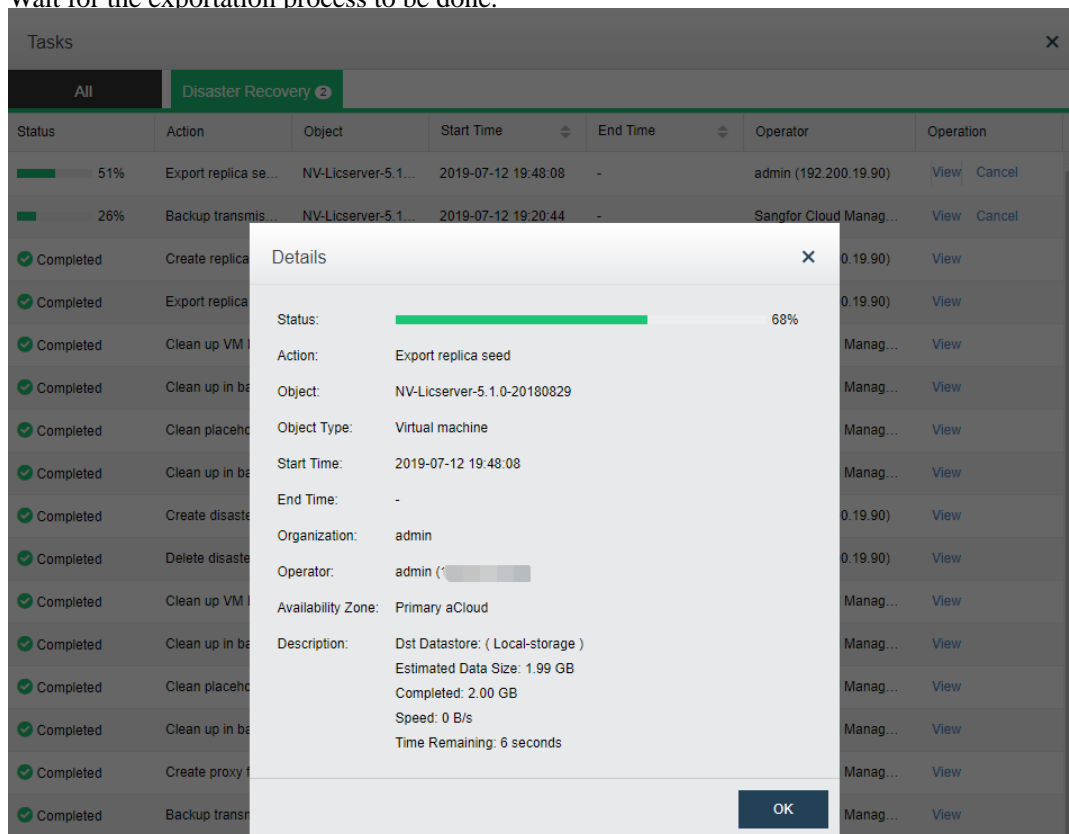 Wait for the exportation process to be done.
Tasks ×
All Disaster Recovery 2
Status Action Object Start Time End Time Operator Operation
51% Export replica se... NV-Licserver-5.1... 2019-07-12 19:48:08 - admin (192.200.19.90) View Cancel
26% Backup transmis... NV-Licserver-5.1... 2019-07-12 19:20:44 - Sangfor Cloud Manag... View Cancel
Completed Create replica 0.19.90) View
Completed Export replica 0.19.90) View
Completed Clean up VM Manag... View
Completed Clean up in ba Manag... View
Completed Clean placeho Manag... View
Completed Clean up in ba Manag... View
Completed Create disaste 0.19.90) View
Completed Delete disaste 0.19.90) View
Completed Clean up VM Manag... View
Completed Clean up in ba Manag... View
Completed Clean placeho Manag... View
Completed Clean up in ba Manag... View
Completed Create proxy f Manag... View
Completed Backup transm Manag... View
Details ×
Status: 68%
Action: Export replica seed
Object: NV-Licserver-5.1.0-20180829
Object Type: Virtual machine
Start Time: 2019-07-12 19:48:08
End Time: -
Organization: admin
Operator: admin (
Availability Zone: Primary aCloud
Description: Dst Datastore: ( Local-storage )
Estimated Data Size: 1.99 GB
Completed: 2.00 GB
Speed: 0 B/s
Time Remaining: 6 seconds
OK